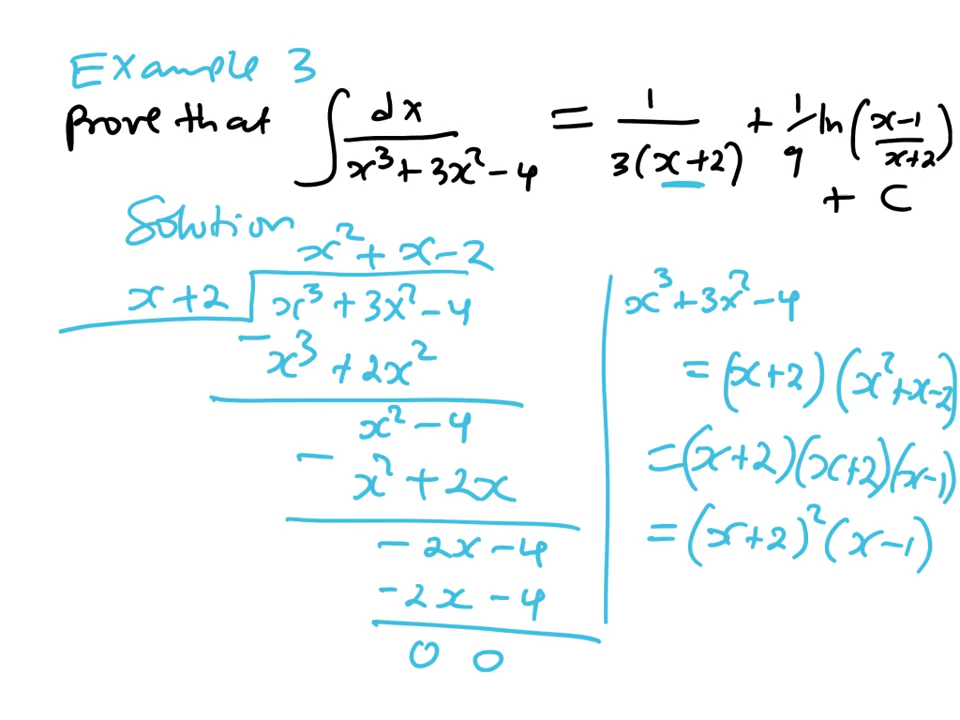 Example 3
Prove that ∫ dx / (x³ + 3x² - 4) = 1 / 3(x+2) + 1/9 ln((x-1)/(x+2))
+ C
Solution
x² + x - 2
x + 2 | x³ + 3x² - 4
- x³ + 2x²
x² - 4
- x² + 2x
- 2x - 4
- 2x - 4
0 0
x³ + 3x² - 4
= (x+2)(x²+x-2)
= (x+2)(x+2)(x-1)
= (x+2)²(x-1)